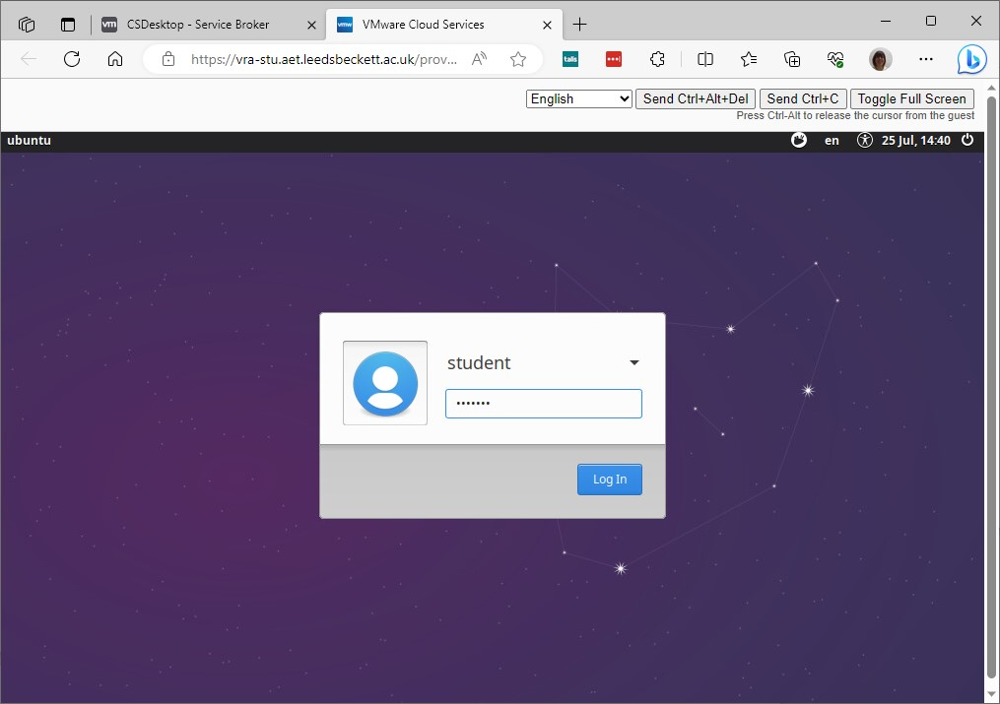 vm CSDesktop - Service Broker
vmw VMware Cloud Services
https://vra-stu.aet.leedsbeckett.ac.uk/prov...
A
talis
English Send Ctrl+Alt+Del Send Ctrl+C Toggle Full Screen
Press Ctrl-Alt to release the cursor from the guest
ubuntu en 25 Jul, 14:40
student
•••••••
Log In